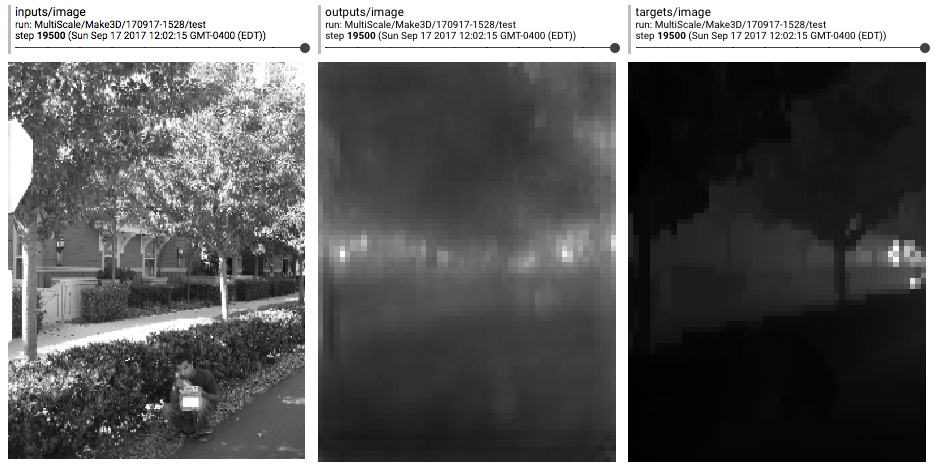 inputs/image
run: MultiScale/Make3D/170917-1528/test
step 19500 (Sun Sep 17 2017 12:02:15 GMT-0400 (EDT))
outputs/image
run: MultiScale/Make3D/170917-1528/test
step 19500 (Sun Sep 17 2017 12:02:15 GMT-0400 (EDT))
targets/image
run: MultiScale/Make3D/170917-1528/test
step 19500 (Sun Sep 17 2017 12:02:15 GMT-0400 (EDT))